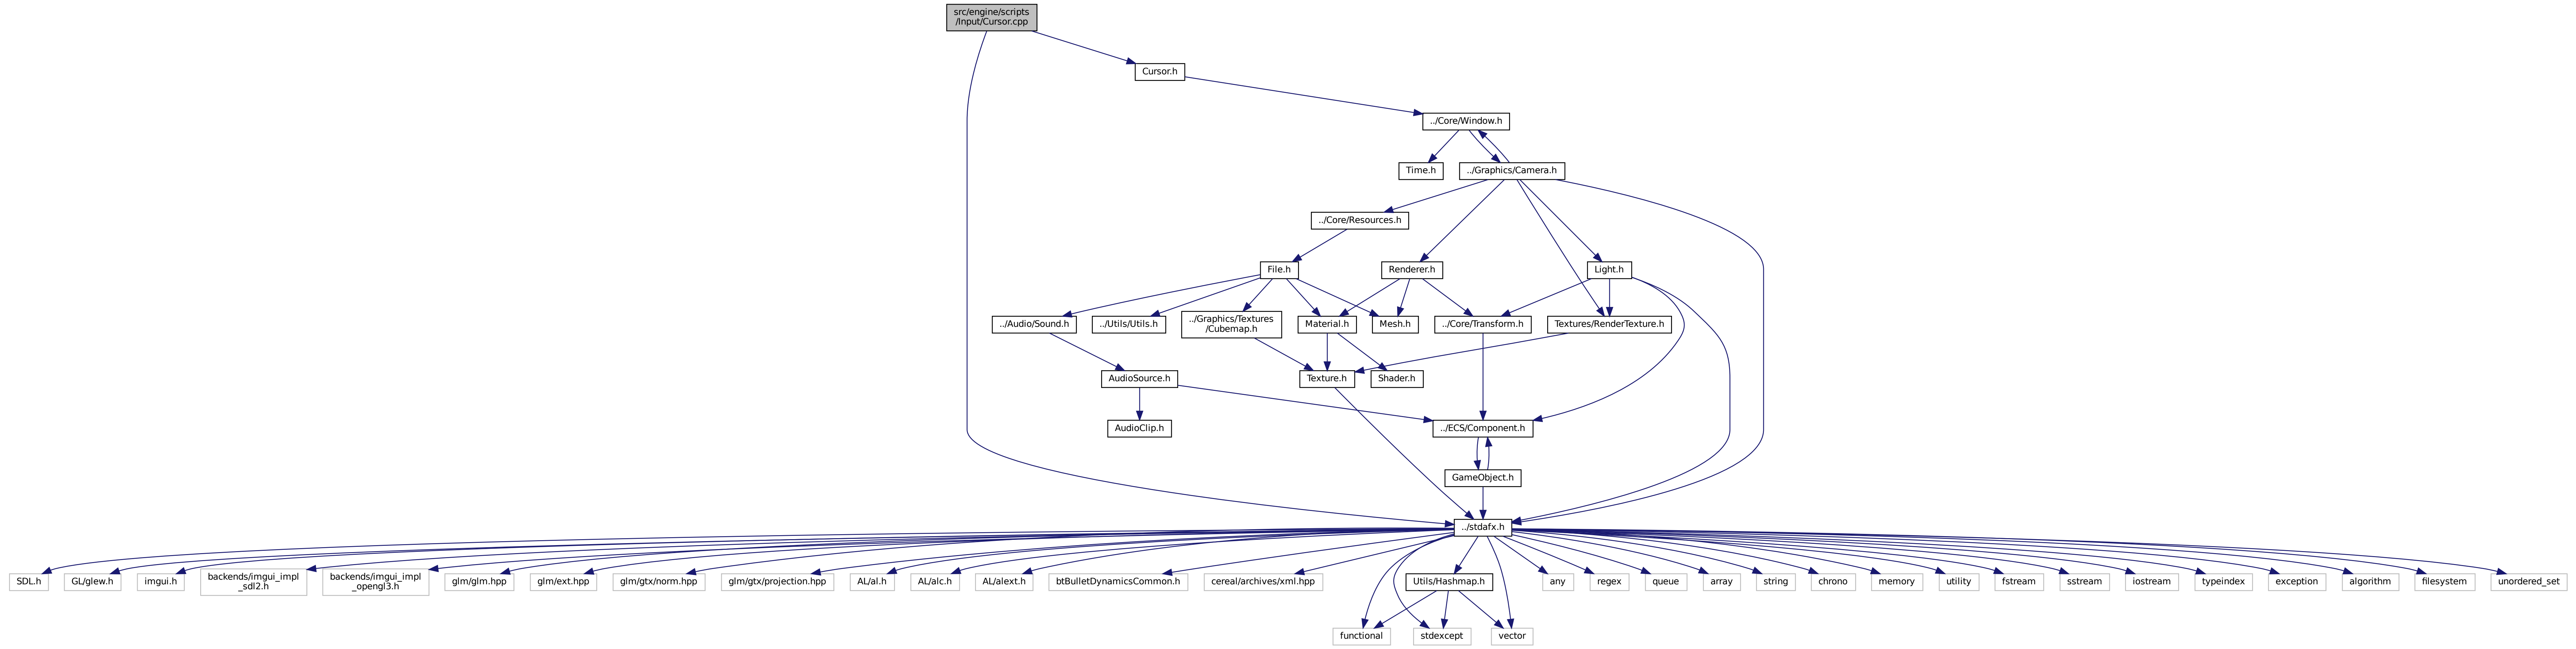 src/engine/scripts
/Input/Cursor.cpp
Cursor.h
../Core/Window.h
Time.h
../Graphics/Camera.h
../Core/Resources.h
File.h
Renderer.h
Light.h
../Audio/Sound.h
../Utils/Utils.h
../Graphics/Textures
/Cubemap.h
Material.h
Mesh.h
../Core/Transform.h
Textures/RenderTexture.h
AudioSource.h
Texture.h
Shader.h
AudioClip.h
../ECS/Component.h
GameObject.h
../stdafx.h
SDL.h
GL/glew.h
imgui.h
backends/imgui_impl
_sdl2.h
backends/imgui_impl
_opengl3.h
glm/glm.hpp
glm/ext.hpp
glm/gtx/norm.hpp
glm/gtx/projection.hpp
AL/al.h
AL/alc.h
AL/alext.h
btBulletDynamicsCommon.h
cereal/archives/xml.hpp
Utils/Hashmap.h
any
regex
queue
array
string
chrono
memory
utility
fstream
sstream
iostream
typeindex
exception
algorithm
filesystem
unordered_set
functional
stdexcept
vector